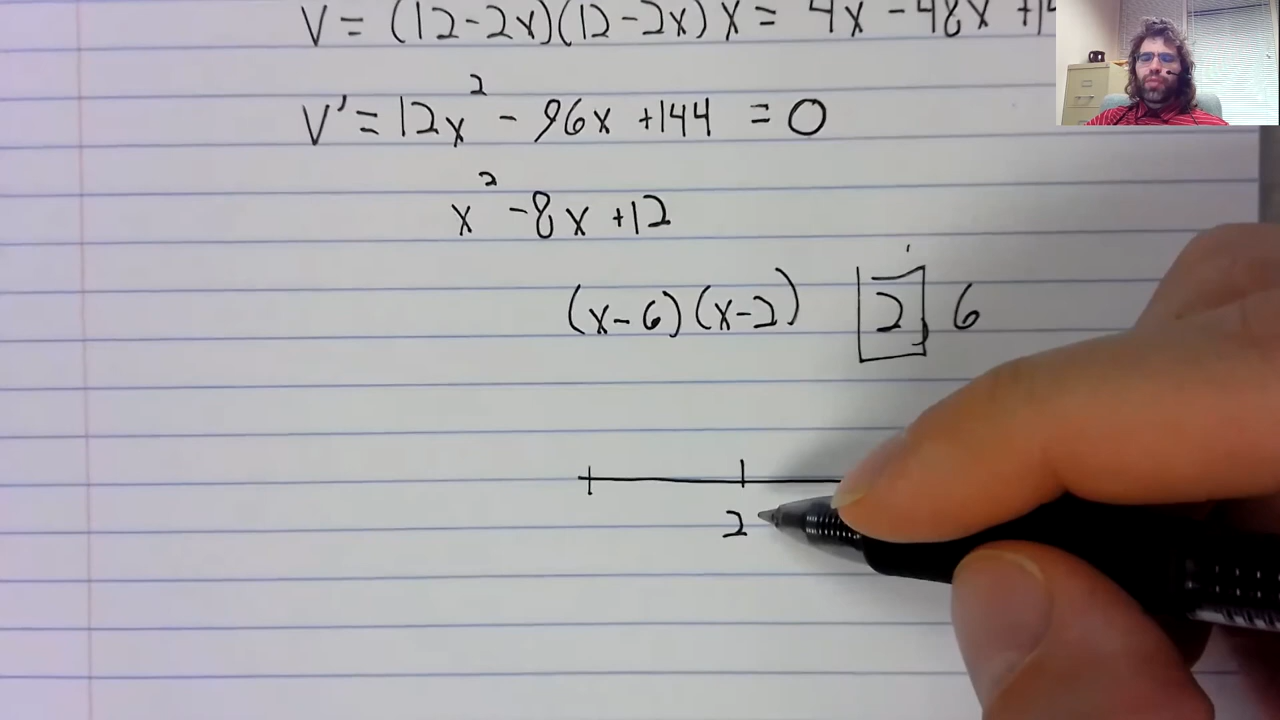 V = (12-2x)(12-2x) x = 4x - 48x +1
V' = 12x² - 96x +144 = 0
x² - 8x + 12
(x-6)(x-2) 2, 6
2